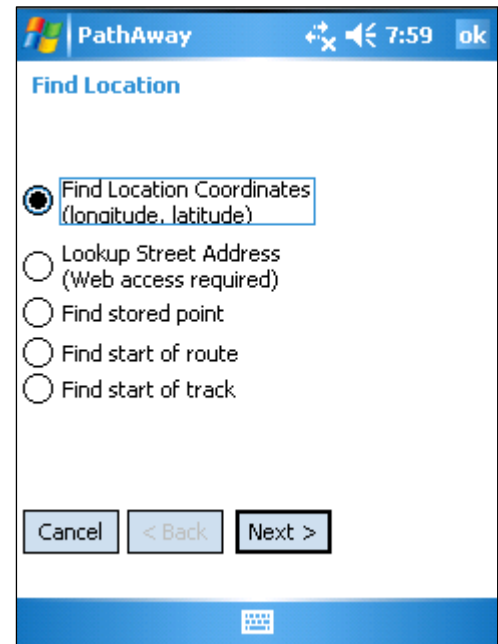 PathAway 7:59 ok
Find Location
Find Location Coordinates
(longitude, latitude)
Lookup Street Address
(Web access required)
Find stored point
Find start of route
Find start of track
Cancel < Back Next >